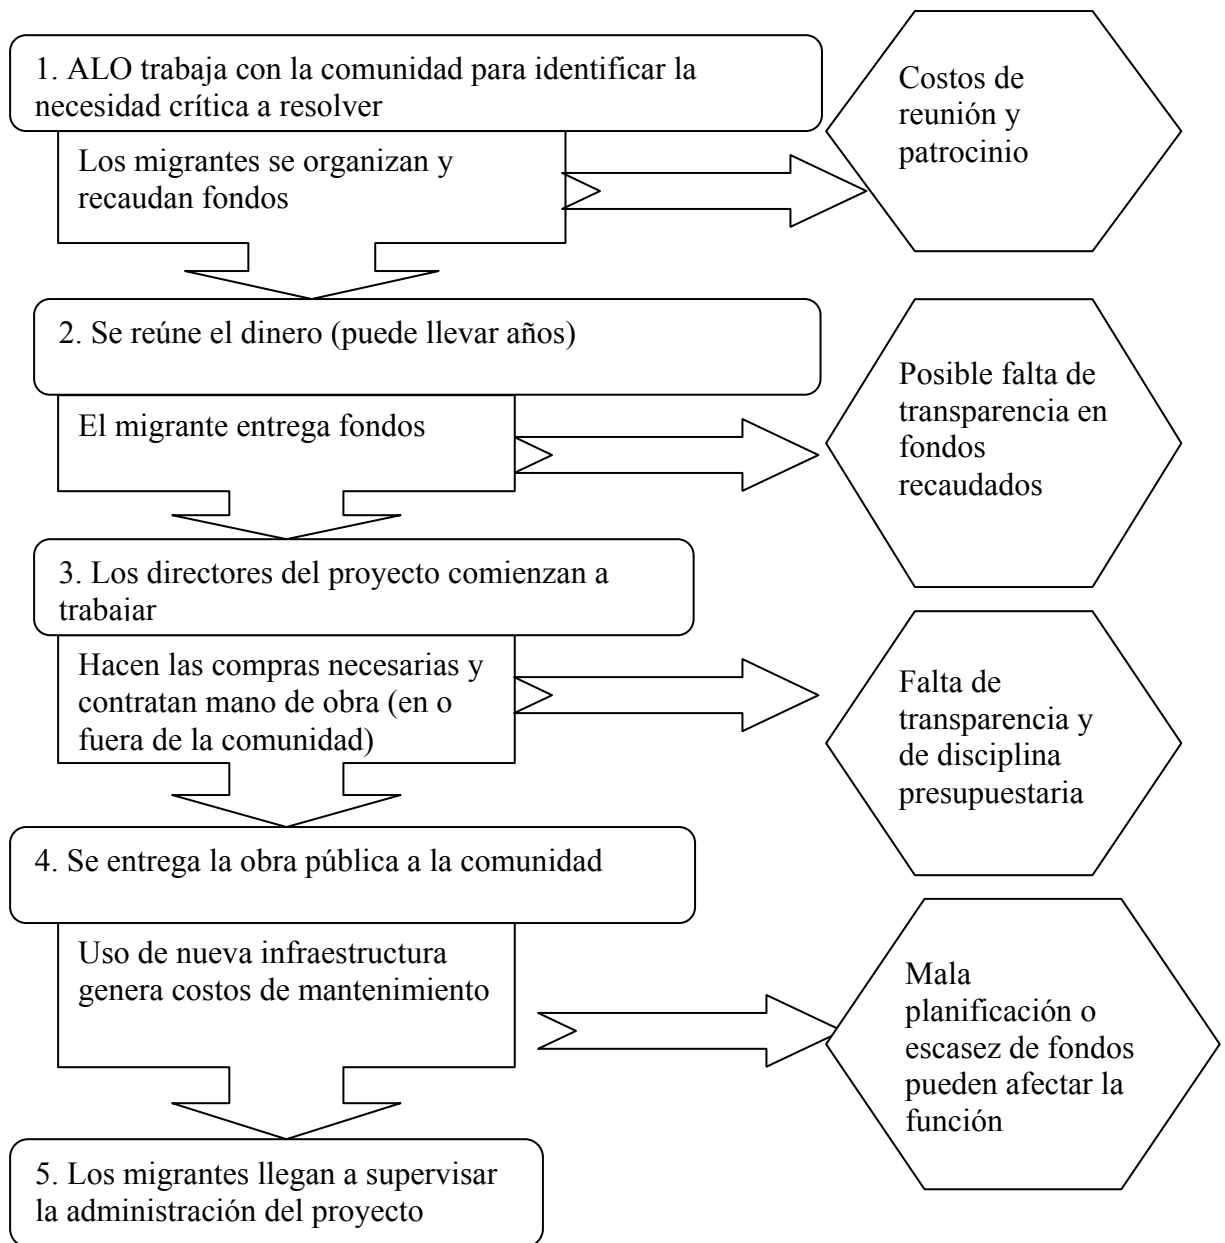 1. ALO trabaja con la comunidad para identificar la
necesidad crítica a resolver
Los migrantes se organizan y
recaudan fondos
Costos de
reunión y
patrocinio
2. Se reúne el dinero (puede llevar años)
El migrante entrega fondos
Posible falta de
transparencia en
fondos
recaudados
3. Los directores del proyecto comienzan a
trabajar
Hacen las compras necesarias y
contratan mano de obra (en o
fuera de la comunidad)
Falta de
transparencia y
de disciplina
presupuestaria
4. Se entrega la obra pública a la comunidad
Uso de nueva infraestructura
genera costos de mantenimiento
Mala
planificación o
escasez de fondos
pueden afectar la
función
5. Los migrantes llegan a supervisar
la administración del proyecto